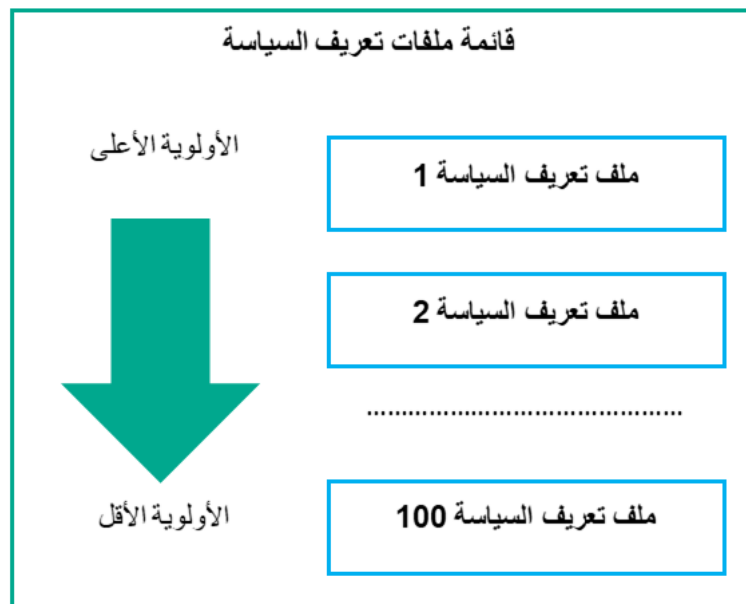 قائمة ملفات تعريف السياسة
الأولوية الأعلى
ملف تعريف السياسة 1
ملف تعريف السياسة 2
................................................
ملف تعريف السياسة 100
الأولوية الأقل